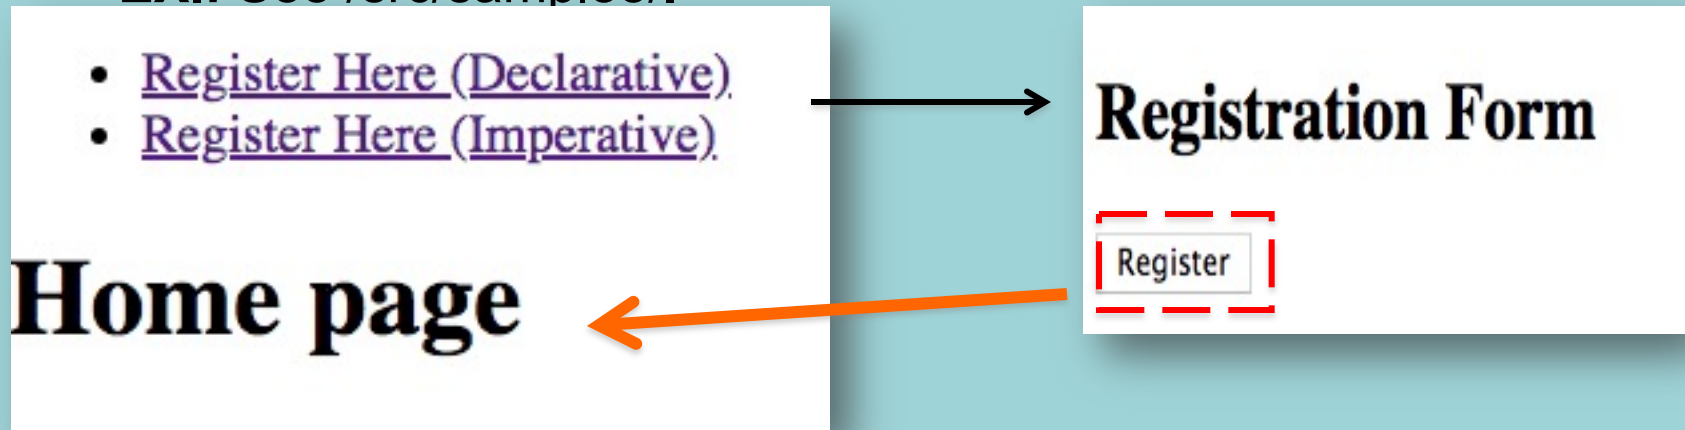 Register Here (Declarative)
Register Here (Imperative)
Home page
Registration Form
Register